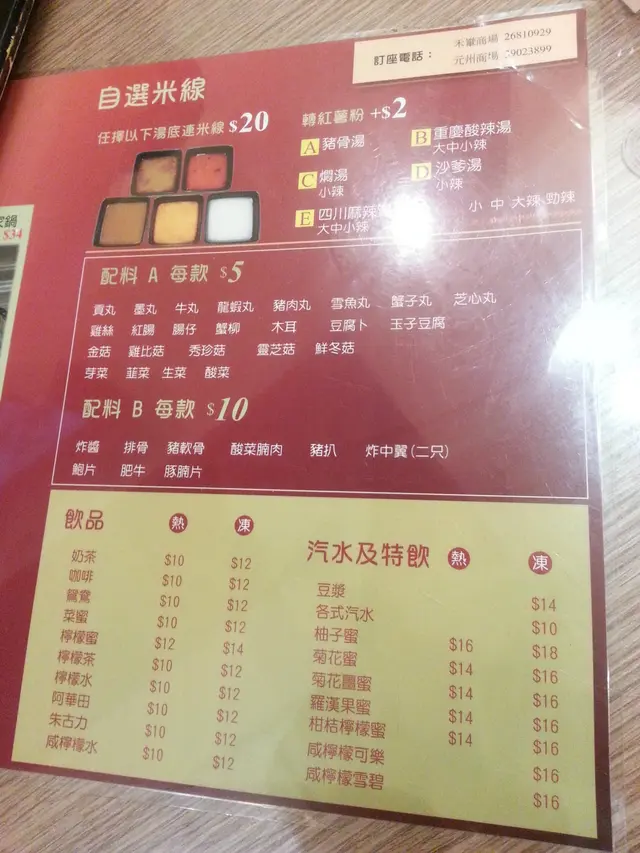 禾輋商場 26810929
訂座電話：
元州商場 29023899
自選米線
任擇以下湯底連米線 $20
轉紅薯粉 +$2
A 豬骨湯
B 重慶酸辣湯
大中小辣
C 燜湯
小辣
D 沙爹湯
小辣
E 四川麻辣
大中小辣
小 中 大辣 勁辣
鍋
$34
配料 A 每款 $5
貢丸 墨丸 牛丸 龍蝦丸 豬肉丸 雪魚丸 蟹子丸 芝心丸
雞絲 紅腸 腸仔 蟹柳 木耳 豆腐卜 玉子豆腐
金菇 雞比菇 秀珍菇 靈芝菇 鮮冬菇
芽菜 韮菜 生菜 酸菜
配料 B 每款 $10
炸醬 排骨 豬軟骨 酸菜腩肉 豬扒 炸中翼(二只)
鮑片 肥牛 豚腩片
飲品 熱 凍
奶茶 $10 $12
咖啡 $10 $12
鴛鴦 $10 $12
菜蜜 $10 $12
檸檬蜜 $12 $14
檸檬茶 $10 $12
檸檬水 $10 $12
阿華田 $10 $12
朱古力 $10 $12
咸檸檬水 $10 $12
汽水及特飲 熱 凍
豆漿 $14
各式汽水 $10
柚子蜜 $16 $18
菊花蜜 $14 $16
菊花薑蜜 $14 $16
羅漢果蜜 $14 $16
柑桔檸檬蜜 $14 $16
咸檸檬可樂 $16
咸檸檬雪碧 $16